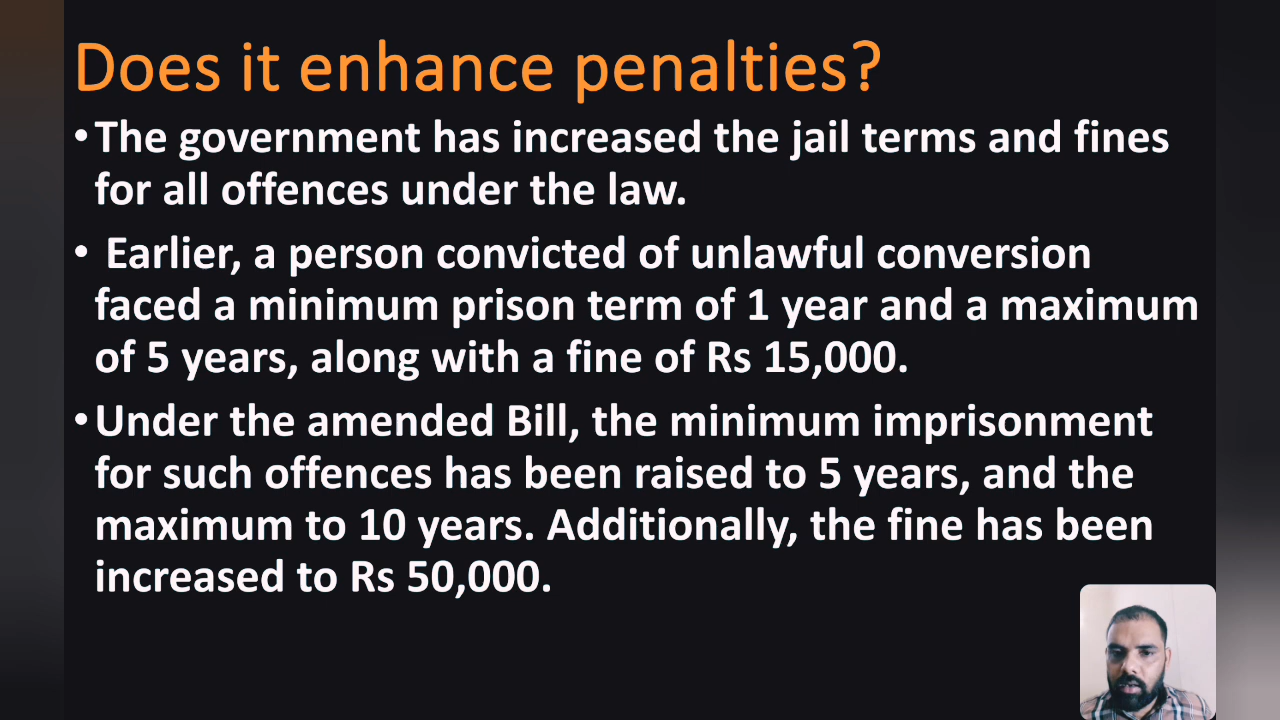 Does it enhance penalties?
•The government has increased the jail terms and fines
for all offences under the law.
• Earlier, a person convicted of unlawful conversion
faced a minimum prison term of 1 year and a maximum
of 5 years, along with a fine of Rs 15,000.
•Under the amended Bill, the minimum imprisonment
for such offences has been raised to 5 years, and the
maximum to 10 years. Additionally, the fine has been
increased to Rs 50,000.